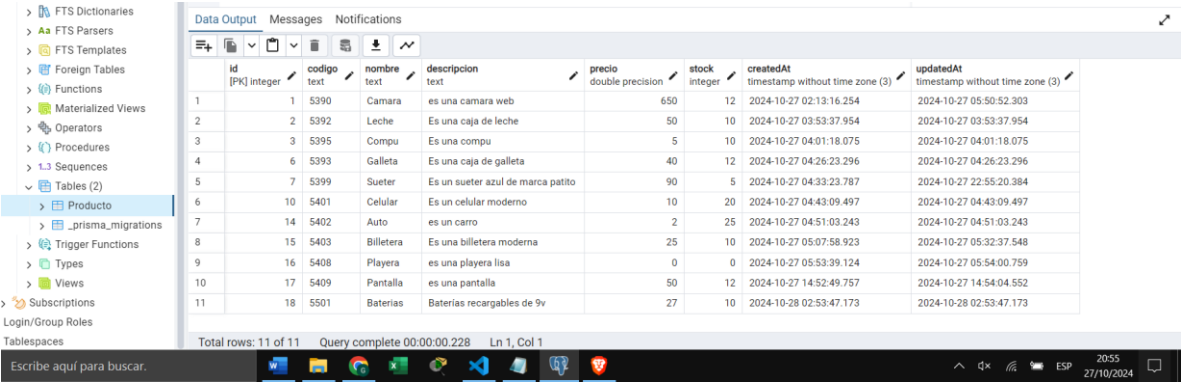 FTS Dictionaries
Aa FTS Parsers
FTS Templates
Foreign Tables
Functions
Materialized Views
Operators
Procedures
1..3 Sequences
Tables (2)
Producto
_prisma_migrations
Trigger Functions
Types
Views
Subscriptions
Login/Group Roles
Tablespaces
Data Output Messages Notifications
id codigo nombre descripcion precio stock createdAt updatedAt
[PK] integer text text text double precision integer timestamp without time zone (3) timestamp without time zone (3)
1 1 5390 Camara es una camara web 650 12 2024-10-27 02:13:16.254 2024-10-27 05:50:52.303
2 2 5392 Leche Es una caja de leche 50 10 2024-10-27 03:53:37.954 2024-10-27 03:53:37.954
3 3 5395 Compu Es una compu 5 10 2024-10-27 04:01:18.075 2024-10-27 04:01:18.075
4 6 5393 Galleta Es una caja de galleta 40 12 2024-10-27 04:26:23.296 2024-10-27 04:26:23.296
5 7 5399 Sueter Es un sueter azul de marca patito 90 5 2024-10-27 04:33:23.787 2024-10-27 22:55:20.384
6 10 5401 Celular Es un celular moderno 10 20 2024-10-27 04:43:09.497 2024-10-27 04:43:09.497
7 14 5402 Auto es un carro 2 25 2024-10-27 04:51:03.243 2024-10-27 04:51:03.243
8 15 5403 Billetera Es una billetera moderna 25 10 2024-10-27 05:07:58.923 2024-10-27 05:32:37.548
9 16 5408 Playera es una playera lisa 0 0 2024-10-27 05:53:39.124 2024-10-27 05:54:00.759
10 17 5409 Pantalla es una pantalla 50 12 2024-10-27 14:52:49.757 2024-10-27 14:54:04.552
11 18 5501 Baterias Baterías recargables de 9v 27 10 2024-10-28 02:53:47.173 2024-10-28 02:53:47.173
Total rows: 11 of 11 Query complete 00:00:00.228 Ln 1, Col 1
Escribe aquí para buscar.
ESP
20:55
27/10/2024